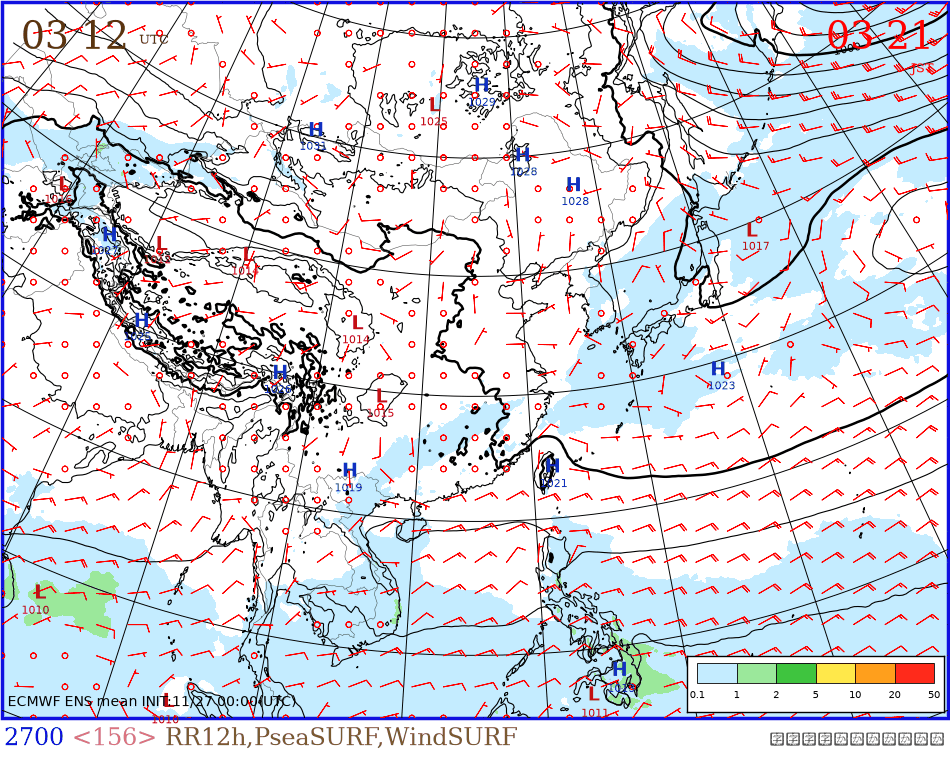 03 12 UTC
03 21
JST
1000
H
1029
L
1025
H
1031
H
1028
H
1028
L
H
L
1017
L
L
H
L
1014
H
1023
H
L
1015
H
1019
H
1021
L
1010
H
L
1011
L
1010
0.1 1 2 5 10 20 50
ECMWF ENS mean INIT:11/27 00:00(UTC)
2700 <156> RR12h,PseaSURF,WindSURF